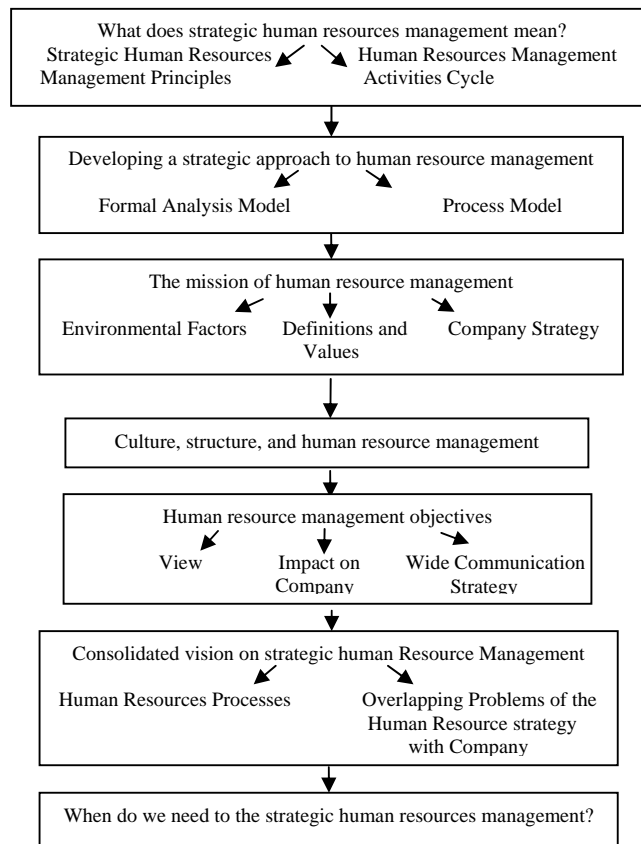 What does strategic human resources management mean?
Strategic Human Resources Management Principles
Human Resources Management Activities Cycle
Developing a strategic approach to human resource management
Formal Analysis Model
Process Model
The mission of human resource management
Environmental Factors
Definitions and Values
Company Strategy
Culture, structure, and human resource management
Human resource management objectives
View
Impact on Company
Wide Communication Strategy
Consolidated vision on strategic human Resource Management
Human Resources Processes
Overlapping Problems of the Human Resource strategy with Company
When do we need to the strategic human resources management?